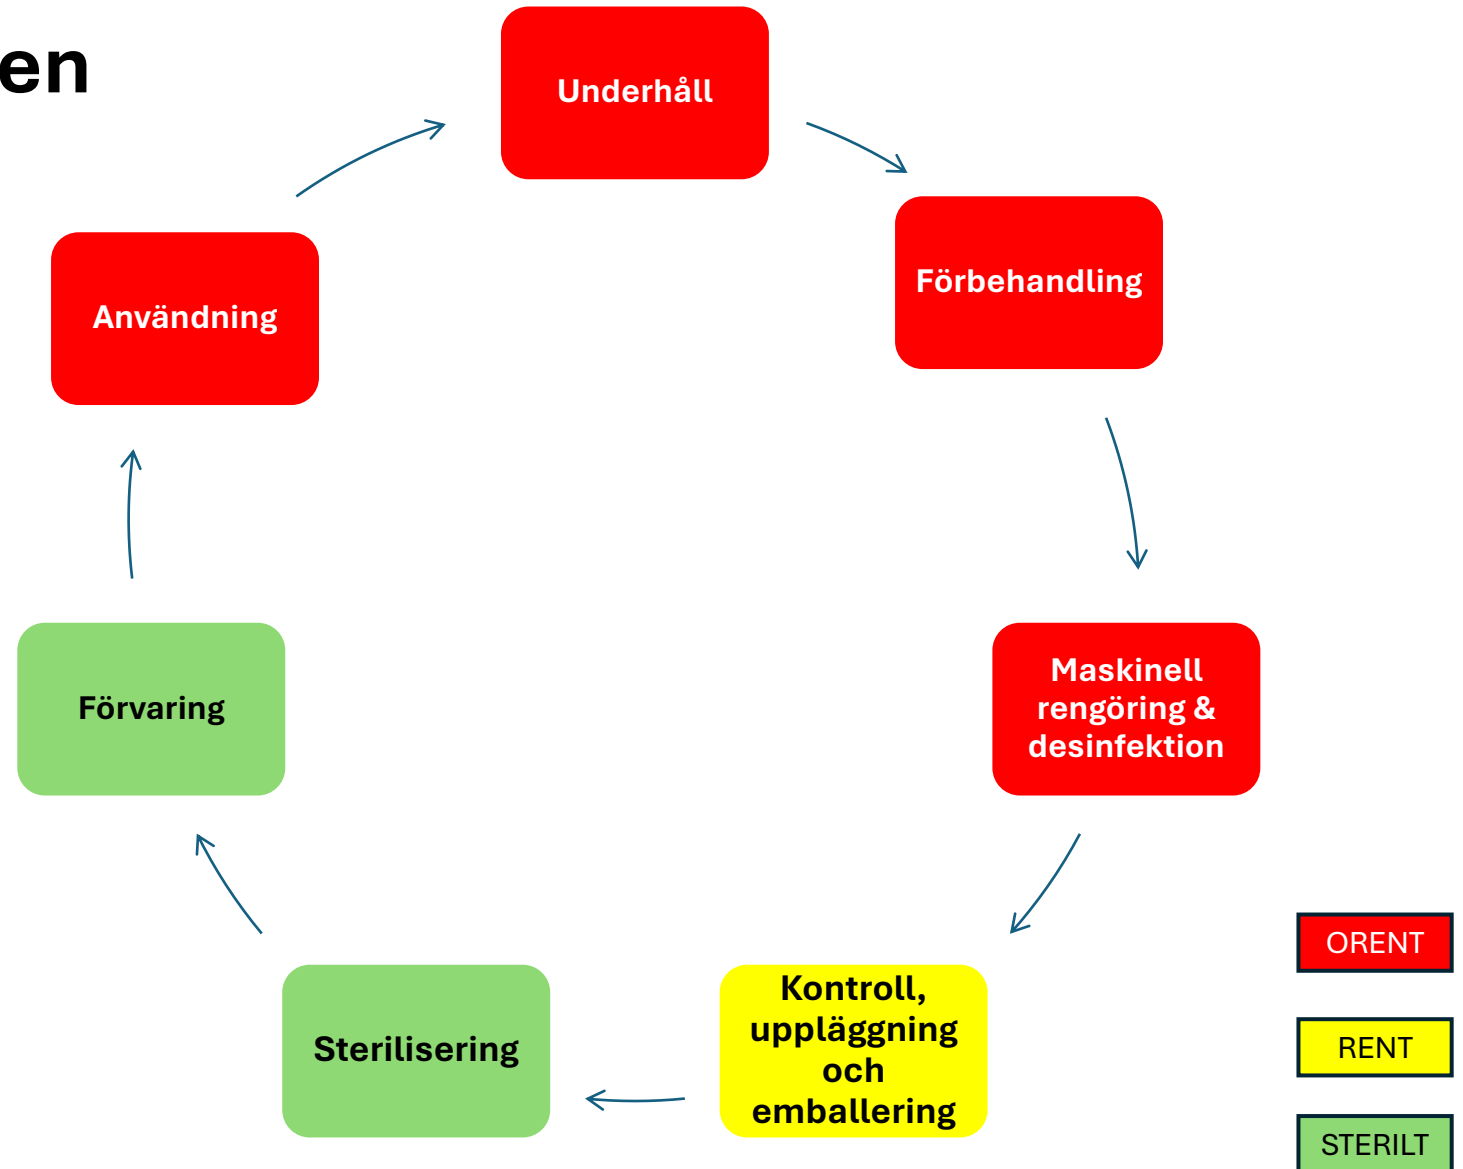 en
Underhåll
Förbehandling
Användning
Maskinell
rengöring &
desinfektion
Förvaring
Kontroll,
uppläggning
och
emballering
Sterilisering
ORENT
RENT
STERILT